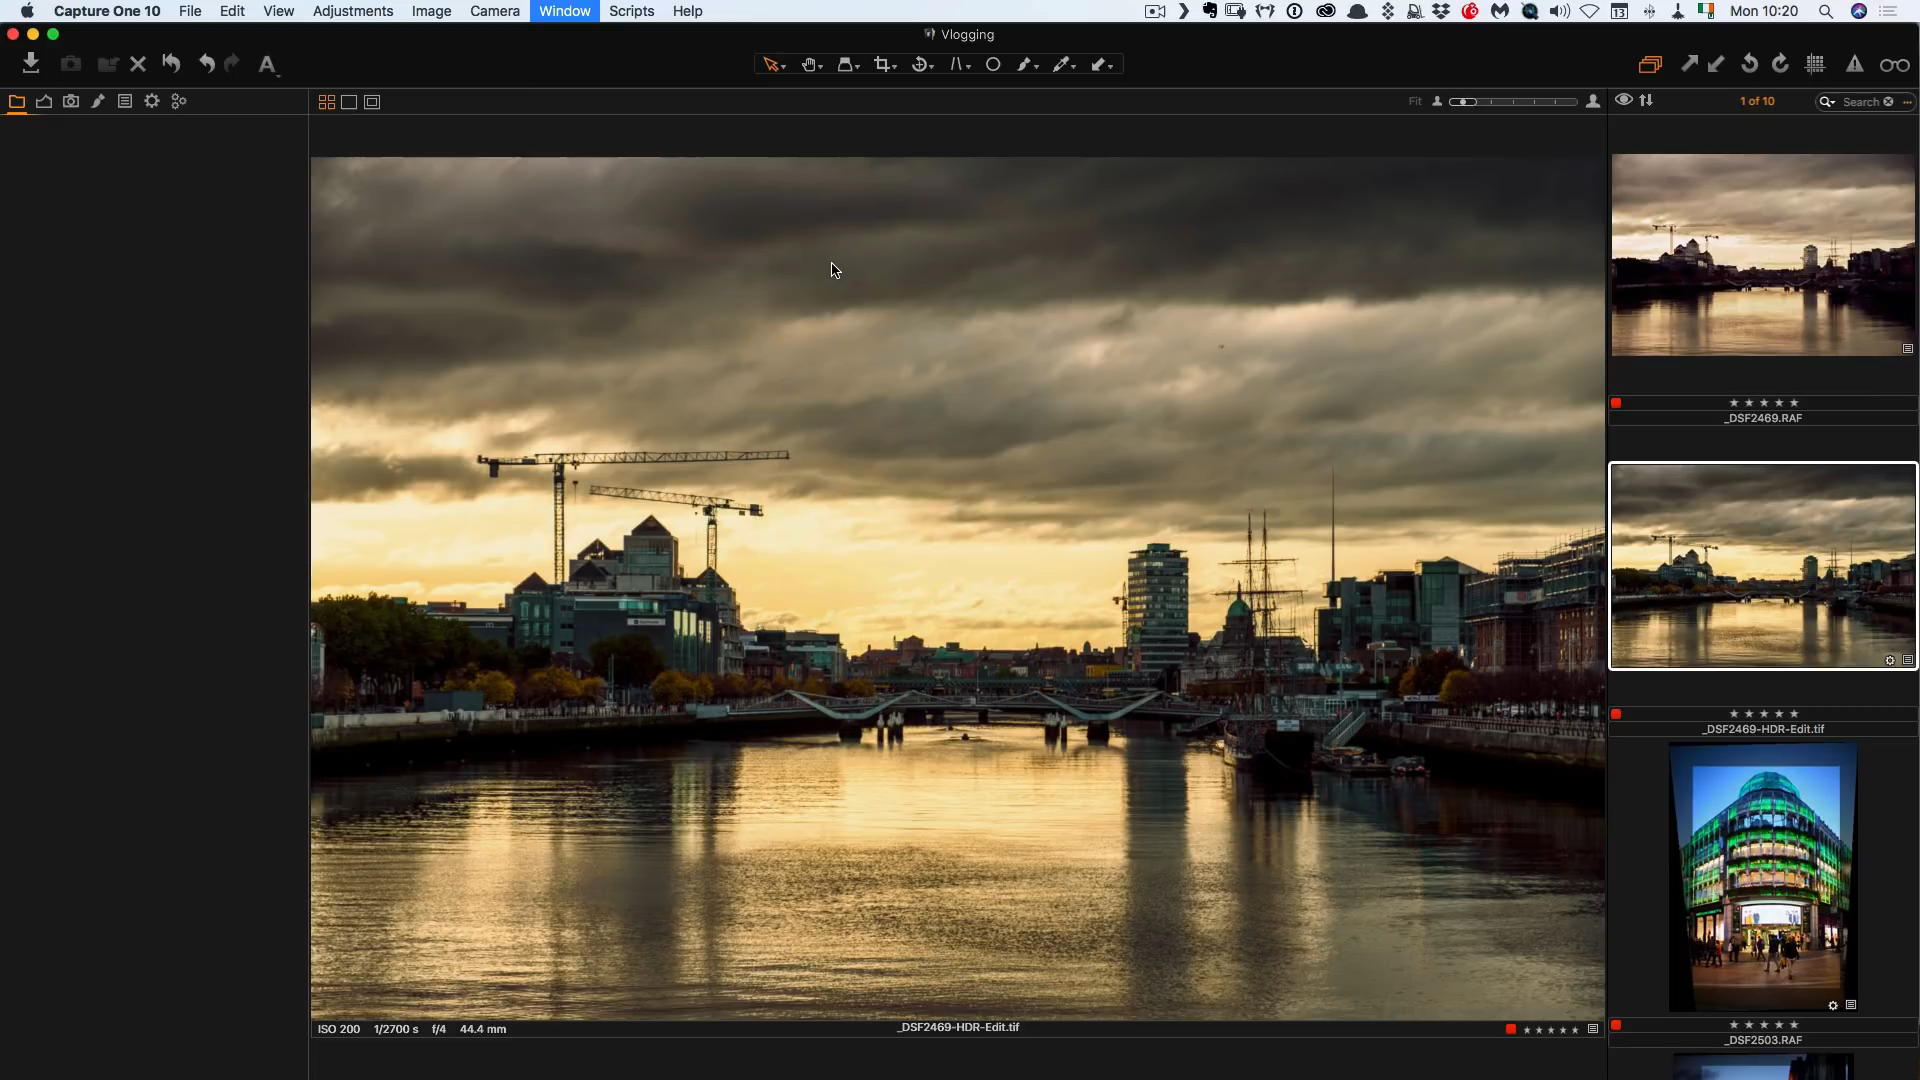 Capture One 10 File Edit View Adjustments Image Camera Window Scripts Help 13 Mon 10:20
Vlogging
A
Fit 1 of 10 Search
_DSF2469.RAF
_DSF2469-HDR-Edit.tif
ISO 200 1/2700 s f/4 44.4 mm _DSF2469-HDR-Edit.tif
_DSF2503.RAF